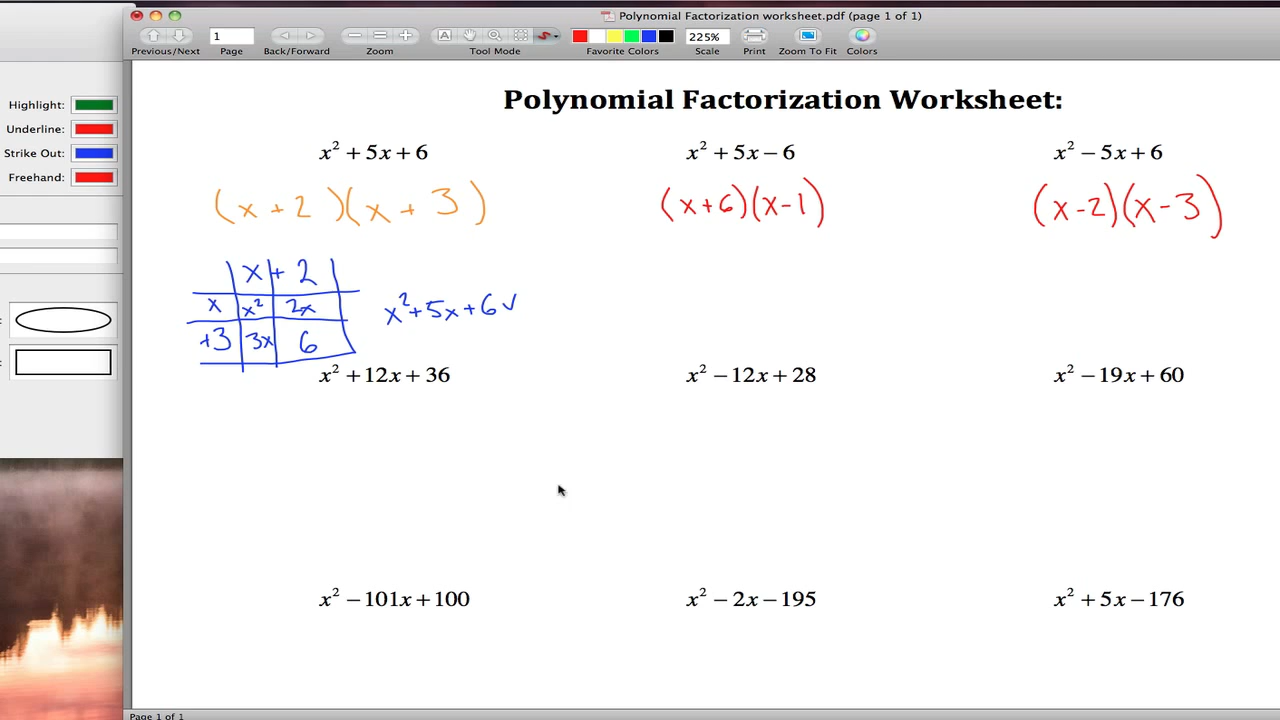 Polynomial Factorization worksheet.pdf (page 1 of 1)
1
225%
Previous/Next Page Back/Forward Zoom Tool Mode Favorite Colors Scale Print Zoom To Fit Colors
Highlight:
Underline:
Strike Out:
Freehand:
Polynomial Factorization Worksheet:
x² + 5x + 6 x² + 5x − 6 x² − 5x + 6
(x + 2)(x + 3) (x+6)(x-1) (x-2)(x-3)
x + 2
x x² 2x
+3 3x 6
x²+5x+6✓
x² + 12x + 36 x² − 12x + 28 x² − 19x + 60
x² − 101x + 100 x² − 2x − 195 x² + 5x − 176
Page 1 of 1